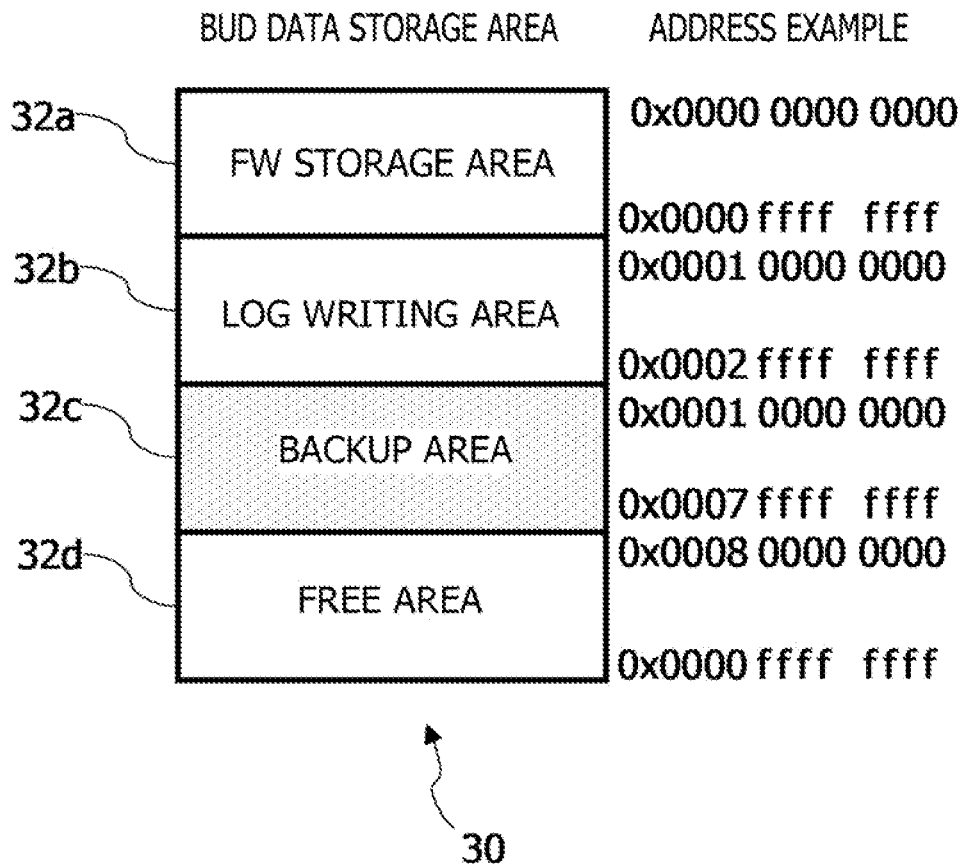 BUD DATA STORAGE AREA ADDRESS EXAMPLE
32a
0x0000 0000 0000
FW STORAGE AREA
0x0000 ffff ffff
32b
0x0001 0000 0000
LOG WRITING AREA
0x0002 ffff ffff
32c
0x0001 0000 0000
BACKUP AREA
0x0007 ffff ffff
32d
0x0008 0000 0000
FREE AREA
0x0000 ffff ffff
30